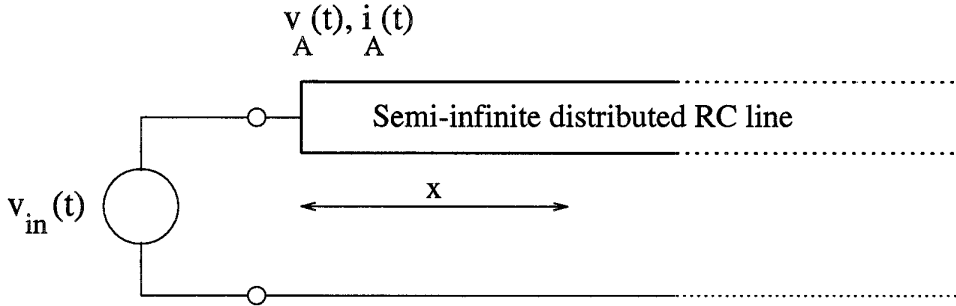 v_A(t), i_A(t)
Semi-infinite distributed RC line
x
v_in(t)